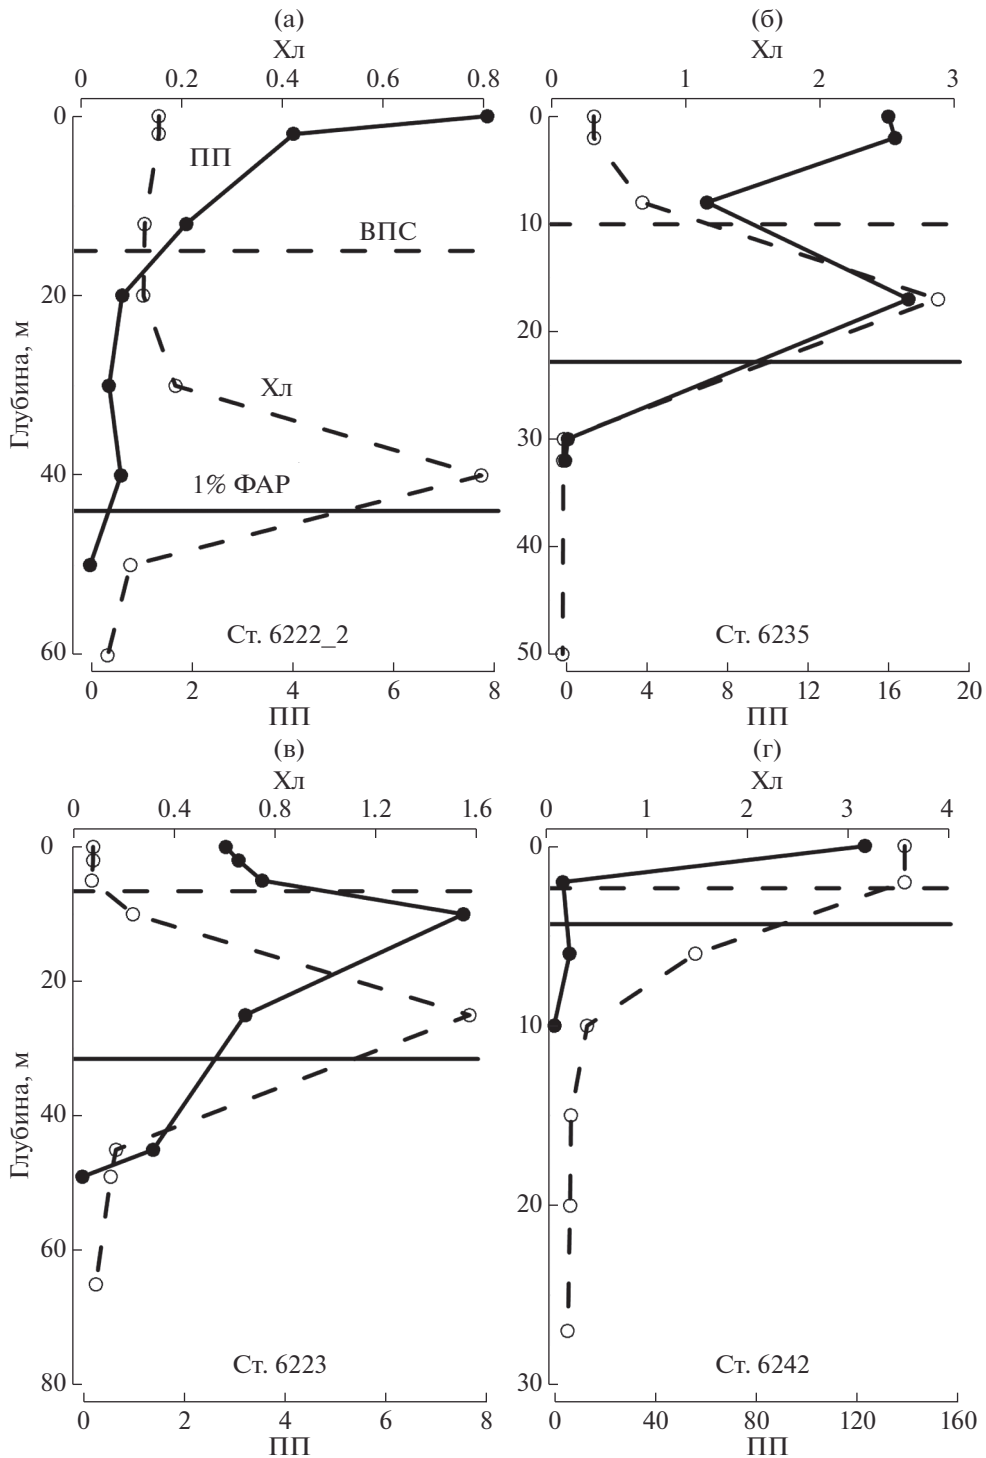 (а)
Хл
0 0.2 0.4 0.6 0.8
0
20
40
60
Глубина, м
ПП
ВПС
Хл
1% ФАР
Ст. 6222_2
0 2 4 6 8
ПП
(б)
Хл
0 1 2 3
0
10
20
30
40
50
Ст. 6235
0 4 8 12 16 20
ПП
(в)
Хл
0 0.4 0.8 1.2 1.6
0
20
40
60
80
Глубина, м
Ст. 6223
0 2 4 6 8
ПП
(г)
Хл
0 1 2 3 4
0
10
20
30
Ст. 6242
0 40 80 120 160
ПП